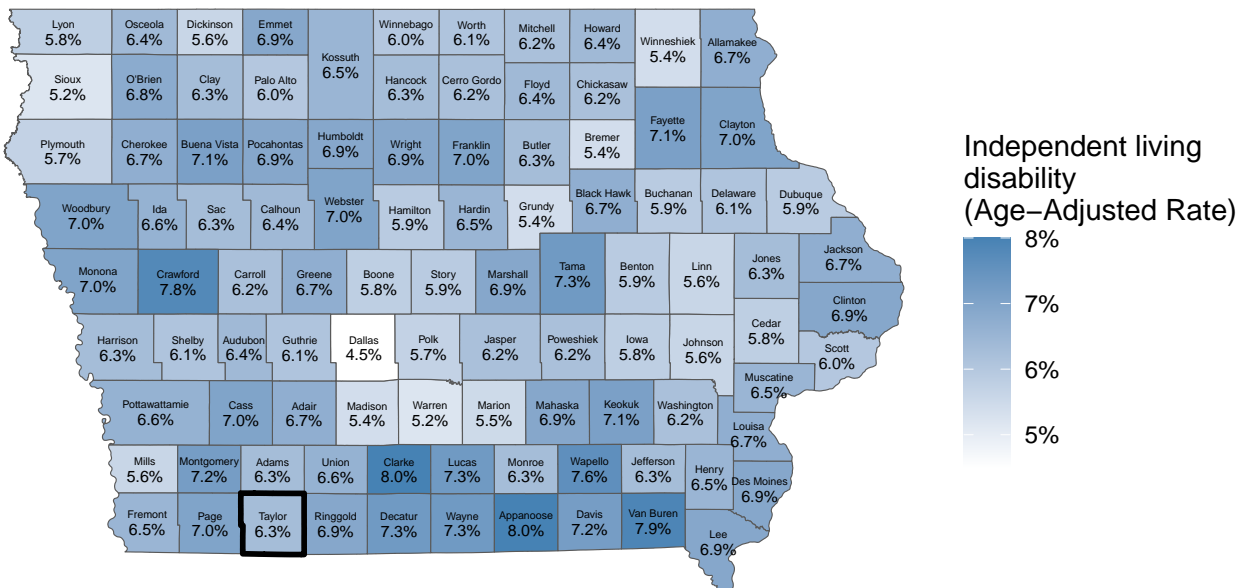 Lyon Osceola Dickinson Emmet Winnebago Worth Mitchell Howard Winneshiek Allamakee
5.8% 6.4% 5.6% 6.9% 6.0% 6.1% 6.2% 6.4% 5.4% 6.7%
Kossuth
6.5%
Sioux O'Brien Clay Palo Alto Hancock Cerro Gordo Floyd Chickasaw
5.2% 6.8% 6.3% 6.0% 6.3% 6.2% 6.4% 6.2%
Fayette Clayton
7.1% 7.0%
Plymouth Cherokee Buena Vista Pocahontas Humboldt Wright Franklin Butler Bremer
5.7% 6.7% 7.1% 6.9% 6.9% 6.9% 7.0% 6.3% 5.4%
Woodbury Ida Sac Calhoun Webster Hamilton Hardin Grundy Black Hawk Buchanan Delaware Dubuque
7.0% 6.6% 6.3% 6.4% 7.0% 5.9% 6.5% 5.4% 6.7% 5.9% 6.1% 5.9%
Monona Crawford Carroll Greene Boone Story Marshall Tama Benton Linn Jones Jackson
7.0% 7.8% 6.2% 6.7% 5.8% 5.9% 6.9% 7.3% 5.9% 5.6% 6.3% 6.7%
Clinton
6.9%
Harrison Shelby Audubon Guthrie Dallas Polk Jasper Poweshiek Iowa Johnson Cedar Scott
6.3% 6.1% 6.4% 6.1% 4.5% 5.7% 6.2% 6.2% 5.8% 5.6% 5.8% 6.0%
Muscatine
6.5%
Pottawattamie Cass Adair Madison Warren Marion Mahaska Keokuk Washington Louisa
6.6% 7.0% 6.7% 5.4% 5.2% 5.5% 6.9% 7.1% 6.2% 6.7%
Mills Montgomery Adams Union Clarke Lucas Monroe Wapello Jefferson Henry Des Moines
5.6% 7.2% 6.3% 6.6% 8.0% 7.3% 6.3% 7.6% 6.3% 6.5% 6.9%
Fremont Page Taylor Ringgold Decatur Wayne Appanoose Davis Van Buren Lee
6.5% 7.0% 6.3% 6.9% 7.3% 7.3% 8.0% 7.2% 7.9% 6.9%
Independent living
disability
(Age−Adjusted Rate)
8%
7%
6%
5%